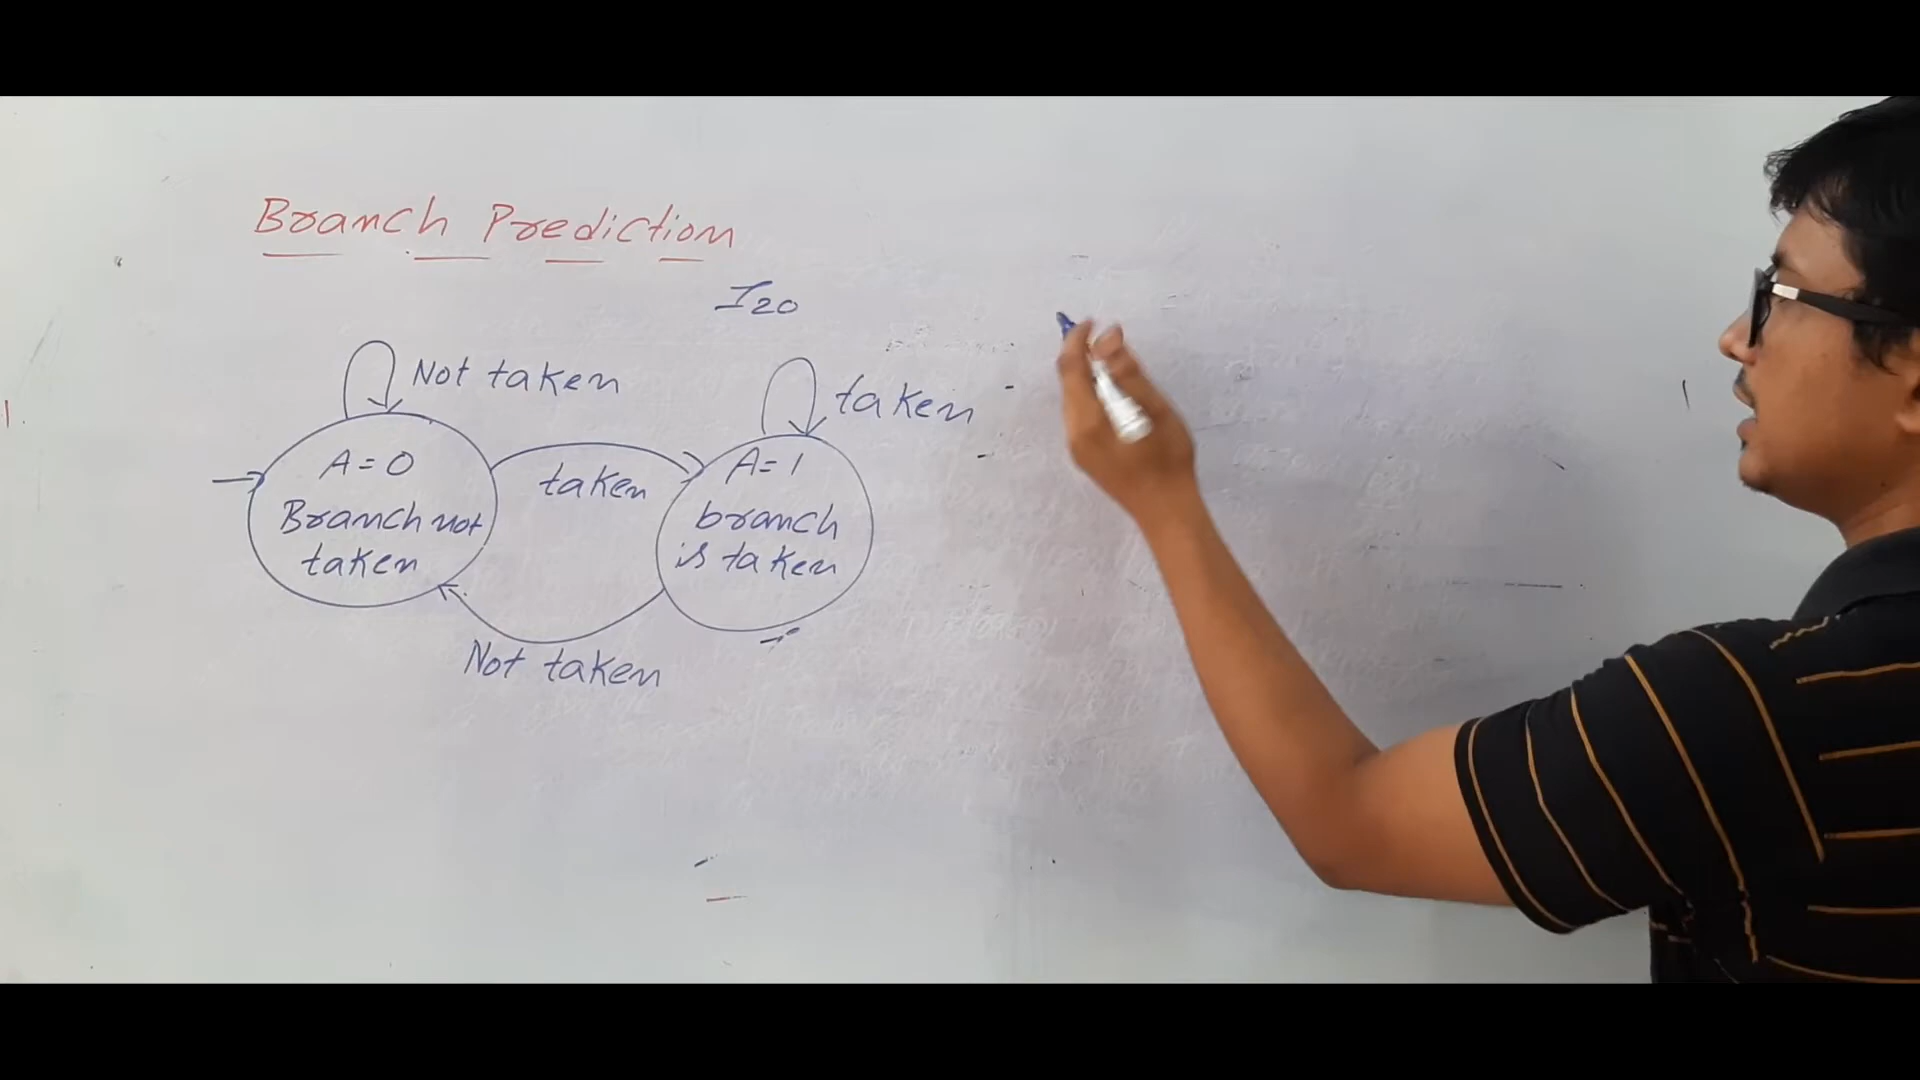 Branch Prediction
I20
Not taken
taken
A=0
Branch not
taken
taken
A=1
branch
is taken
Not taken